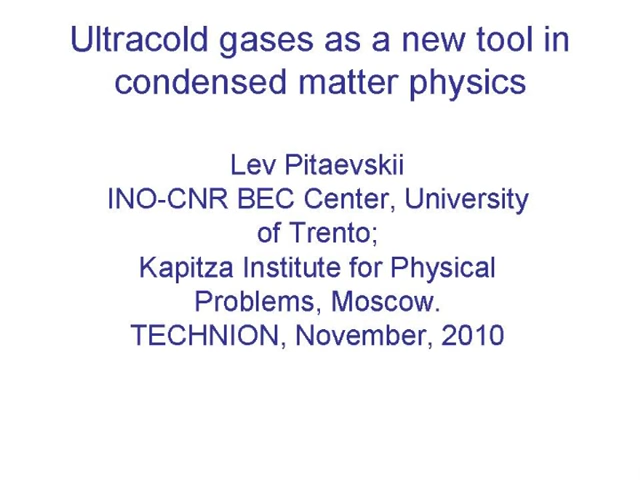 Ultracold gases as a new tool in
condensed matter physics
Lev Pitaevskii
INO-CNR BEC Center, University
of Trento;
Kapitza Institute for Physical
Problems, Moscow.
TECHNION, November, 2010